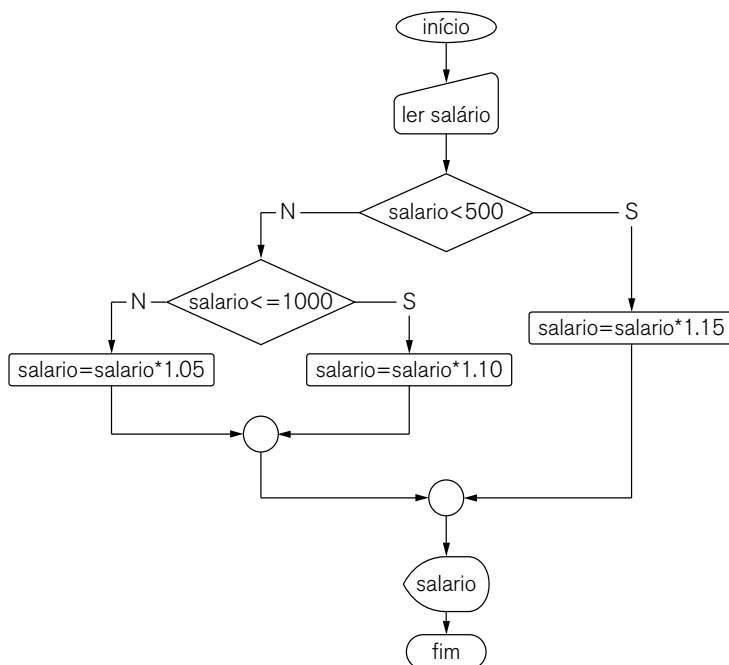 início
ler salário
salario<500
N
S
salario<=1000
N
S
salario=salario*1.15
salario=salario*1.05
salario=salario*1.10
salario
fim